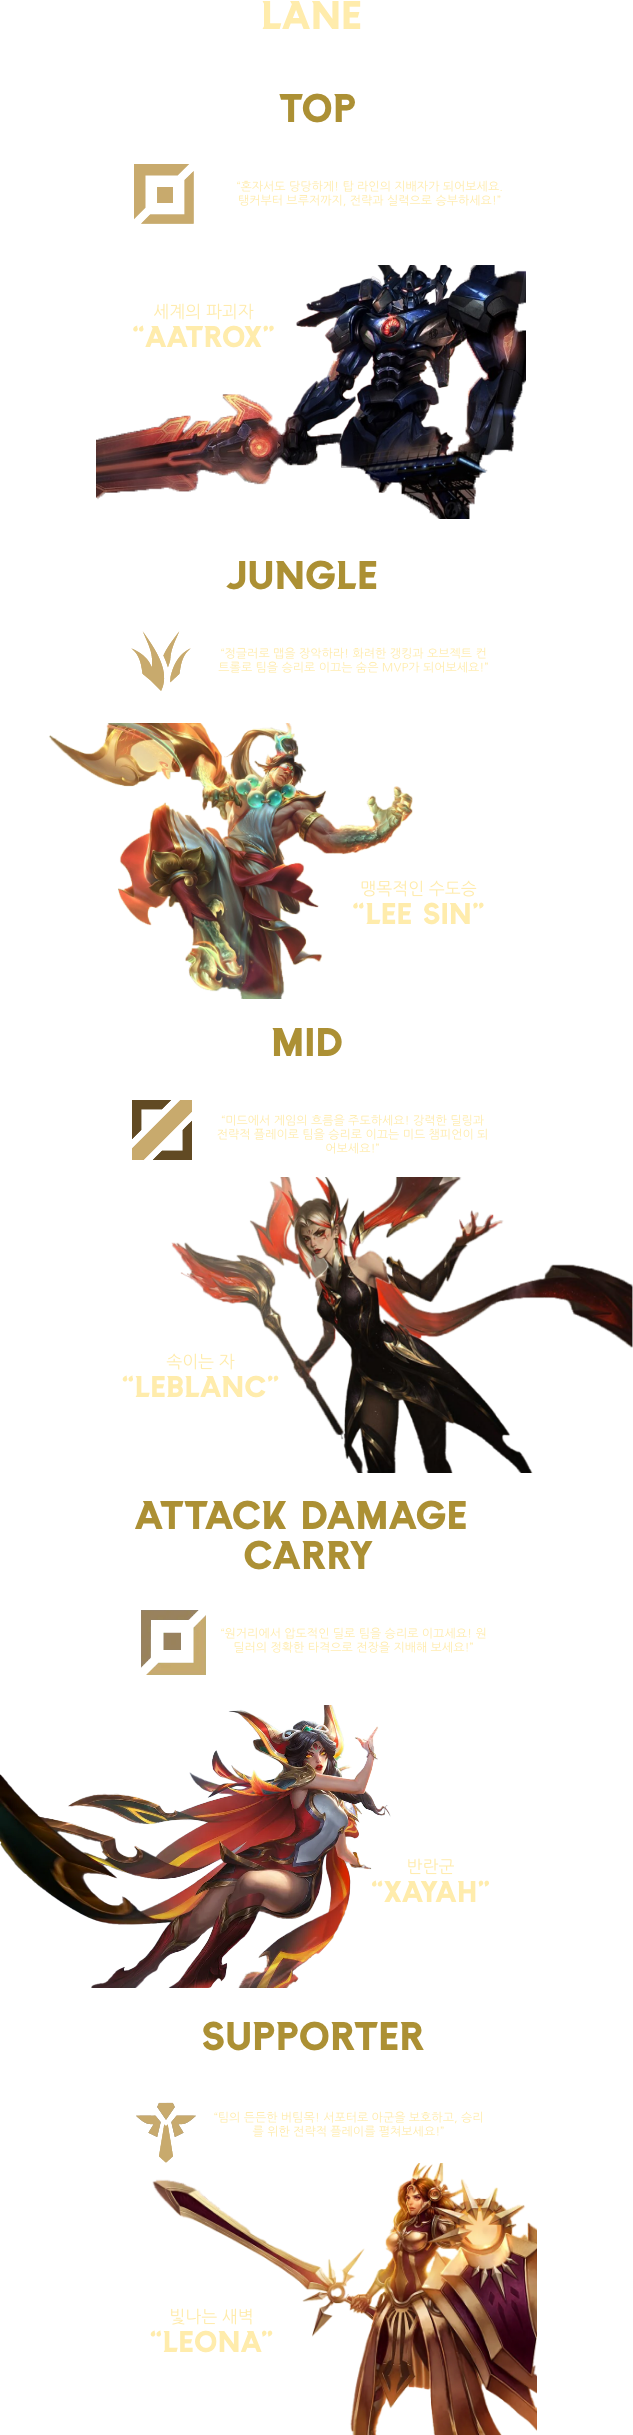 LANE
TOP
"혼자서도 당당하게! 탑 라인의 지배자가 되어보세요.
탱커부터 브루저까지, 전략과 실력으로 승부하세요!"
세계의 파괴자
“AATROX”
JUNGLE
"정글러로 맵을 장악하라! 화려한 갱킹과 오브젝트 컨
트롤로 팀을 승리로 이끄는 숨은 MVP가 되어보세요!"
맹목적인 수도승
“LEE SIN”
MID
"미드에서 게임의 흐름을 주도하세요! 강력한 딜링과
전략적 플레이로 팀을 승리로 이끄는 미드 챔피언이 되
어보세요!"
속이는 자
“LEBLANC”
ATTACK DAMAGE
CARRY
"원거리에서 압도적인 딜로 팀을 승리로 이끄세요! 원
딜러의 정확한 타격으로 전장을 지배해 보세요!"
반란군
“XAYAH”
SUPPORTER
"팀의 든든한 버팀목! 서포터로 아군을 보호하고, 승리
를 위한 전략적 플레이를 펼쳐보세요!"
빛나는 새벽
“LEONA”